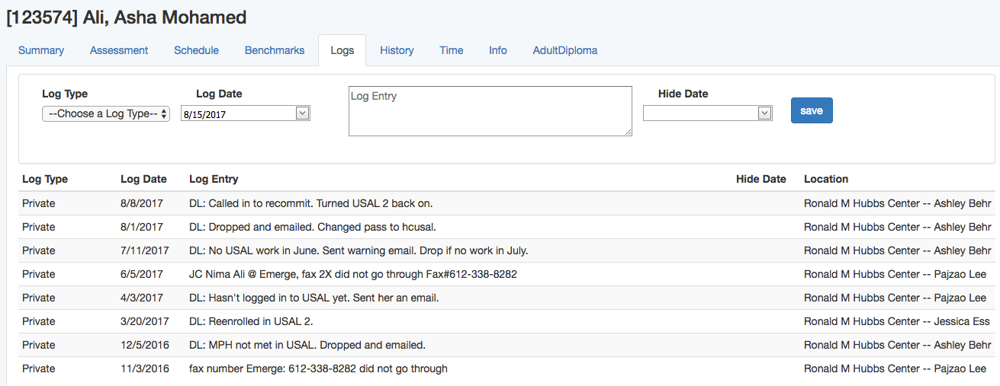 [123574] Ali, Asha Mohamed
Summary Assessment Schedule Benchmarks Logs History Time Info AdultDiploma
Log Type Log Date Log Entry Hide Date
--Choose a Log Type-- 8/15/2017 save
Log Type Log Date Log Entry Hide Date Location
Private 8/8/2017 DL: Called in to recommit. Turned USAL 2 back on. Ronald M Hubbs Center -- Ashley Behr
Private 8/1/2017 DL: Dropped and emailed. Changed pass to hcusal. Ronald M Hubbs Center -- Ashley Behr
Private 7/11/2017 DL: No USAL work in June. Sent warning email. Drop if no work in July. Ronald M Hubbs Center -- Ashley Behr
Private 6/5/2017 JC Nima Ali @ Emerge, fax 2X did not go through Fax#612-338-8282 Ronald M Hubbs Center -- Pajzao Lee
Private 4/3/2017 DL: Hasn't logged in to USAL yet. Sent her an email. Ronald M Hubbs Center -- Pajzao Lee
Private 3/20/2017 DL: Reenrolled in USAL 2. Ronald M Hubbs Center -- Jessica Ess
Private 12/5/2016 DL: MPH not met in USAL. Dropped and emailed. Ronald M Hubbs Center -- Ashley Behr
Private 11/3/2016 fax number Emerge: 612-338-8282 did not go through Ronald M Hubbs Center -- Pajzao Lee